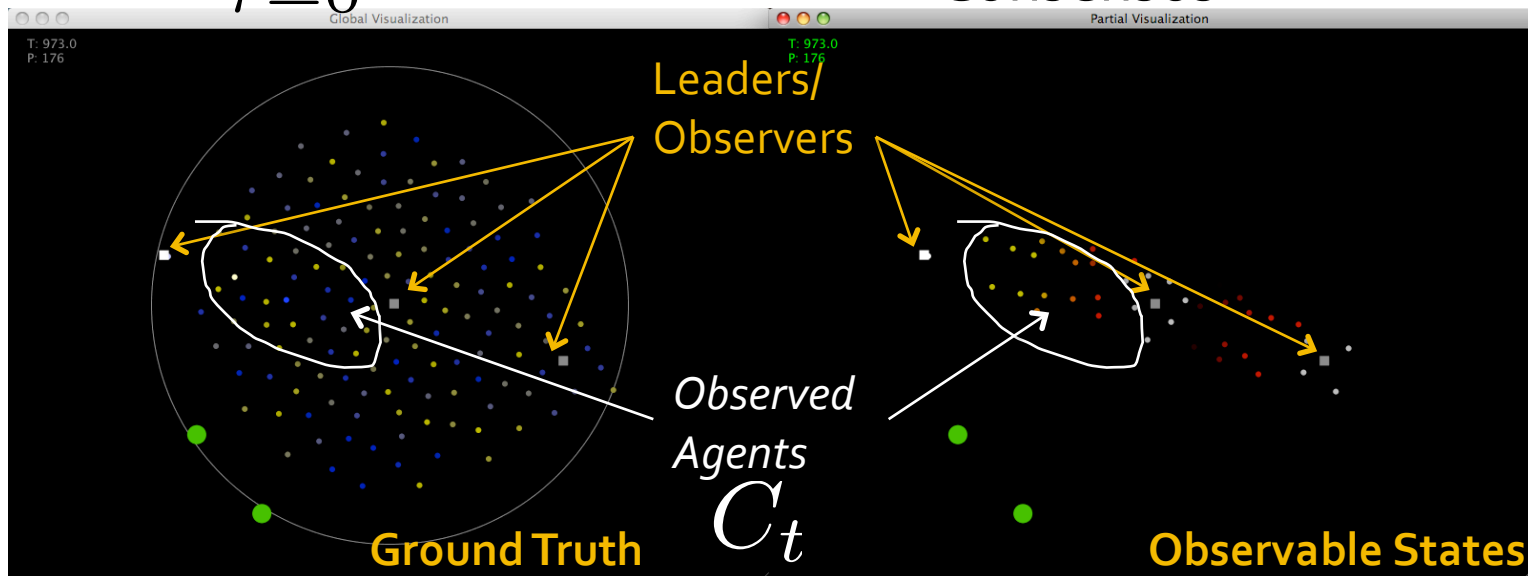 Global Visualization
Partial Visualization
T: 973.0
P: 176
T: 973.0
P: 176
Leaders/
Observers
Observed
Agents
C_t
Ground Truth
Observable States